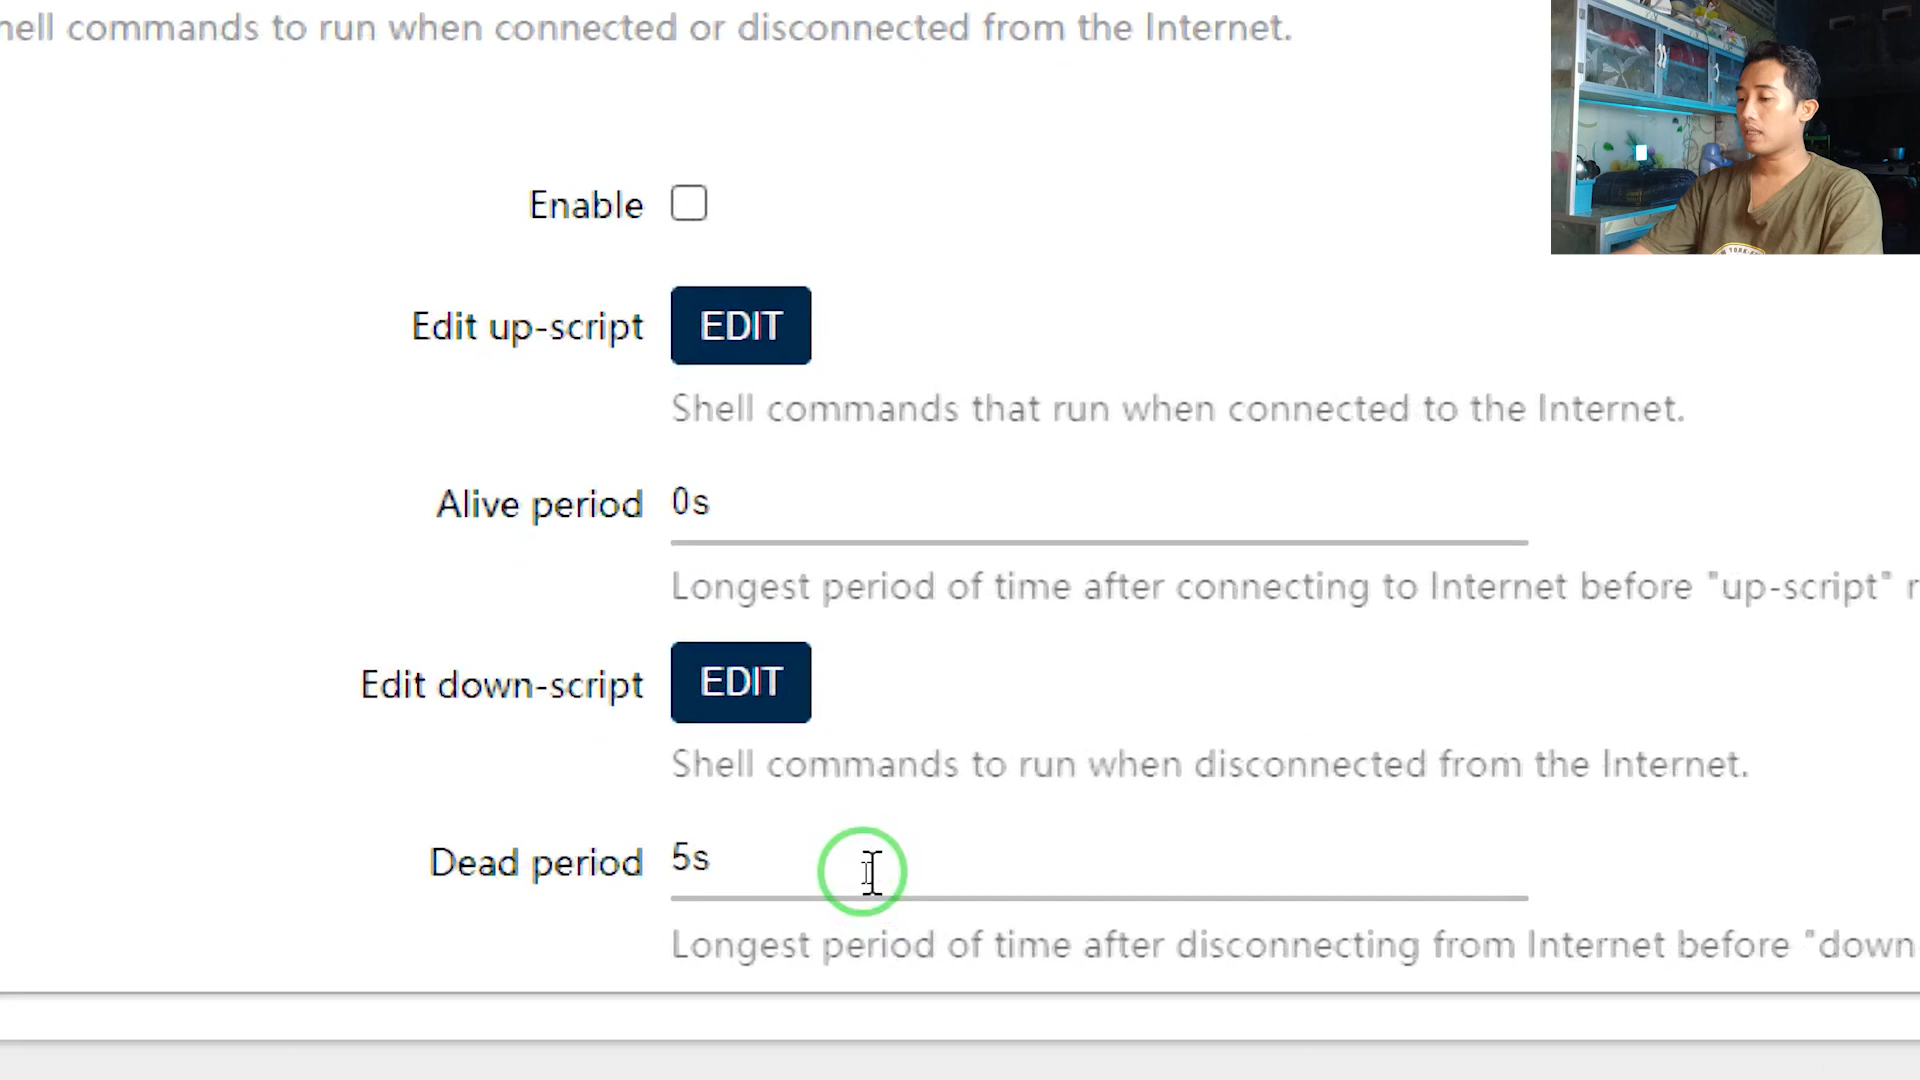 hell commands to run when connected or disconnected from the Internet.
Enable
Edit up-script EDIT
Shell commands that run when connected to the Internet.
Alive period 0s
Longest period of time after connecting to Internet before "up-script" r
Edit down-script EDIT
Shell commands to run when disconnected from the Internet.
Dead period 5s
Longest period of time after disconnecting from Internet before "down